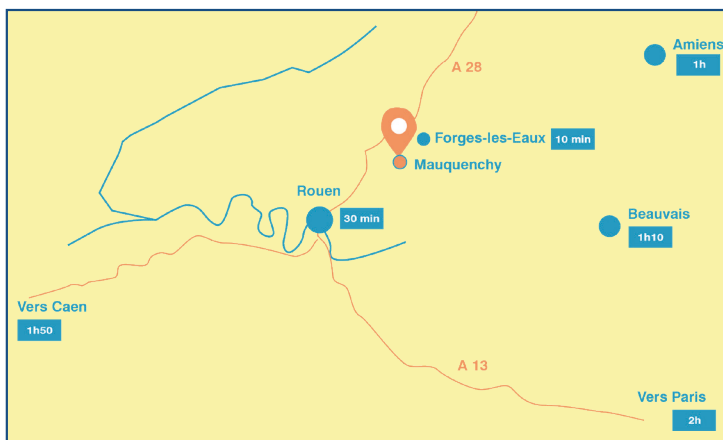 Amiens
1h
A 28
Forges-les-Eaux 10 min
Mauquenchy
Rouen
30 min
Beauvais
1h10
Vers Caen
1h50
A 13
Vers Paris
2h